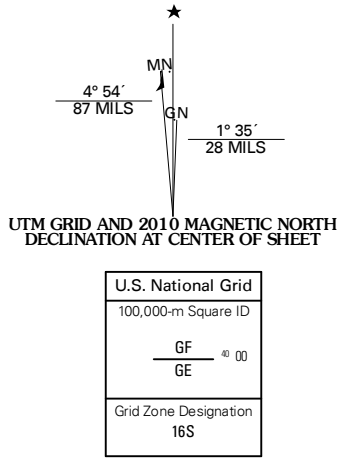 ★
MN
4° 54´
87 MILS
GN
1° 35´
28 MILS
UTM GRID AND 2010 MAGNETIC NORTH
DECLINATION AT CENTER OF SHEET
U.S. National Grid
100,000-m Square ID
GF
40 00
GE
Grid Zone Designation
16S